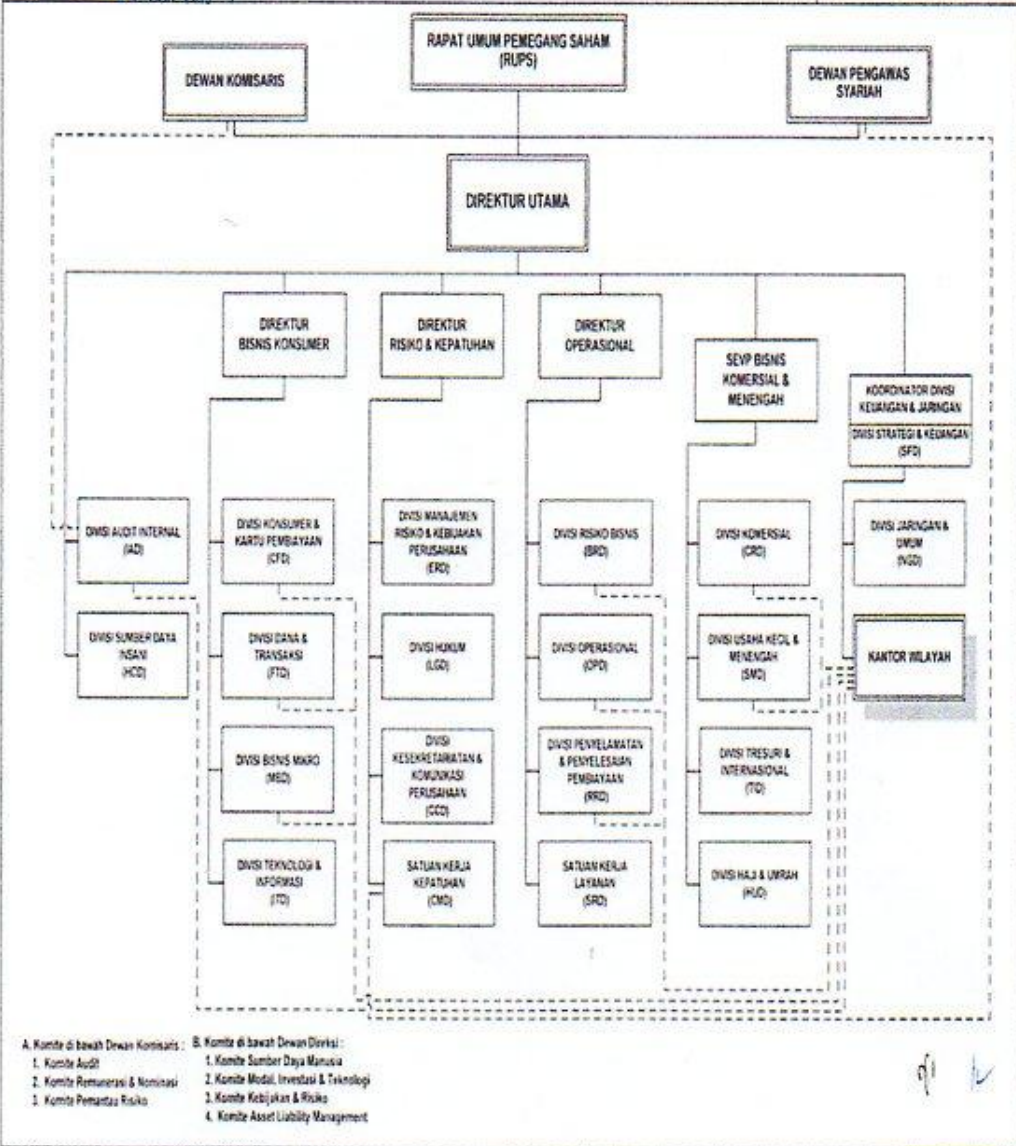 RAPAT UMUM PEMEGANG SAHAM
(RUPS)
DEWAN KOMISARIS
DEWAN PENGAWAS
SYARIAH
DIREKTUR UTAMA
DIREKTUR
BISNIS KONSUMER
DIREKTUR
RISIKO & KEPATUHAN
DIREKTUR
OPERASIONAL
SEVP BISNIS
KOMERSIAL &
MENENGAH
KOORDINATOR DIVISI
KEUANGAN & JARINGAN
DIVISI STRATEGI & KEUANGAN
(SFD)
DIVISI AUDIT INTERNAL
(IAD)
DIVISI KONSUMER &
KARTU PEMBIAYAAN
(CFD)
DIVISI MANAJEMEN
RISIKO & KEBIJAKAN
PERUSAHAAN
(ERD)
DIVISI RISIKO BISNIS
(BRD)
DIVISI KOMERSIAL
(CRD)
DIVISI JARINGAN &
UMUM
(NGD)
DIVISI SUMBER DAYA
INSANI
(HCD)
DIVISI DANA &
TRANSAKSI
(FTD)
DIVISI HUKUM
(LGD)
DIVISI OPERASIONAL
(OPD)
DIVISI USAHA KECIL &
MENENGAH
(SMD)
KANTOR WILAYAH
DIVISI BISNIS MIKRO
(MBD)
DIVISI
KESEKRETARIATAN &
KOMUNIKASI
PERUSAHAAN
DIVISI PENYELAMATAN
& PENYELESAIAN
PEMBIAYAAN
(RRD)
DIVISI TRESURI &
INTERNASIONAL
(TID)
DIVISI TEKNOLOGI &
INFORMASI
(ITD)
SATUAN KERJA
KEPATUHAN
(CMD)
SATUAN KERJA
LAYANAN
(SRD)
DIVISI HAJI & UMRAH
(HUD)
A. Komite di bawah Dewan Komisaris :
1. Komite Audit
2. Komite Remunerasi & Nominasi
3. Komite Pemantau Risiko
B. Komite di bawah Dewan Direksi :
1. Komite Sumber Daya Manusia
2. Komite Modal, Investasi & Teknologi
3. Komite Kebijakan & Risiko
4. Komite Asset Liability Management